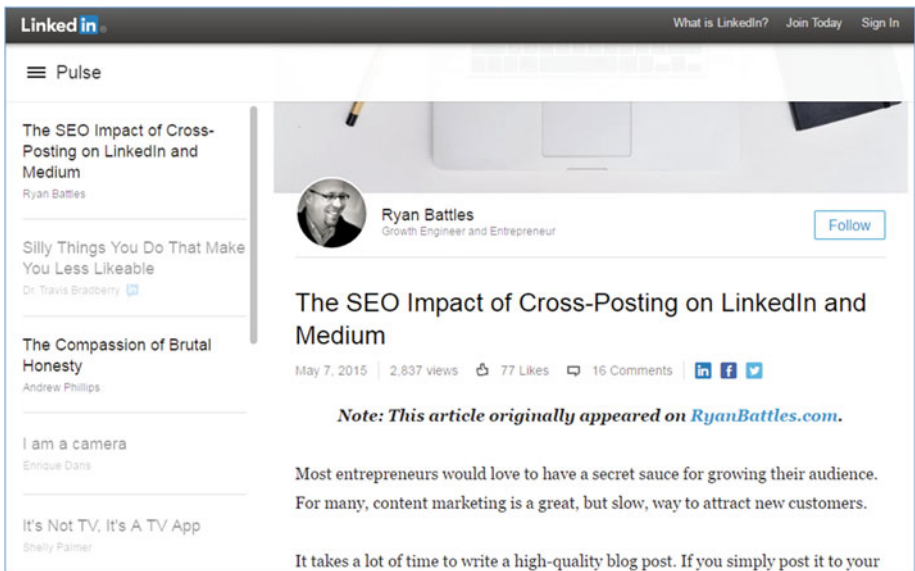 Linked in
What is LinkedIn? Join Today Sign In
Pulse
The SEO Impact of Cross-
Posting on LinkedIn and
Medium
Ryan Battles
Silly Things You Do That Make
You Less Likeable
Dr. Travis Bradberry in
The Compassion of Brutal
Honesty
Andrew Phillips
I am a camera
Enrique Dans
It's Not TV, It's A TV App
Shelly Palmer
Ryan Battles
Growth Engineer and Entrepreneur
Follow
The SEO Impact of Cross-Posting on LinkedIn and
Medium
May 7, 2015 2,837 views 77 Likes 16 Comments in f
Note: This article originally appeared on RyanBattles.com.
Most entrepreneurs would love to have a secret sauce for growing their audience.
For many, content marketing is a great, but slow, way to attract new customers.
It takes a lot of time to write a high-quality blog post. If you simply post it to your